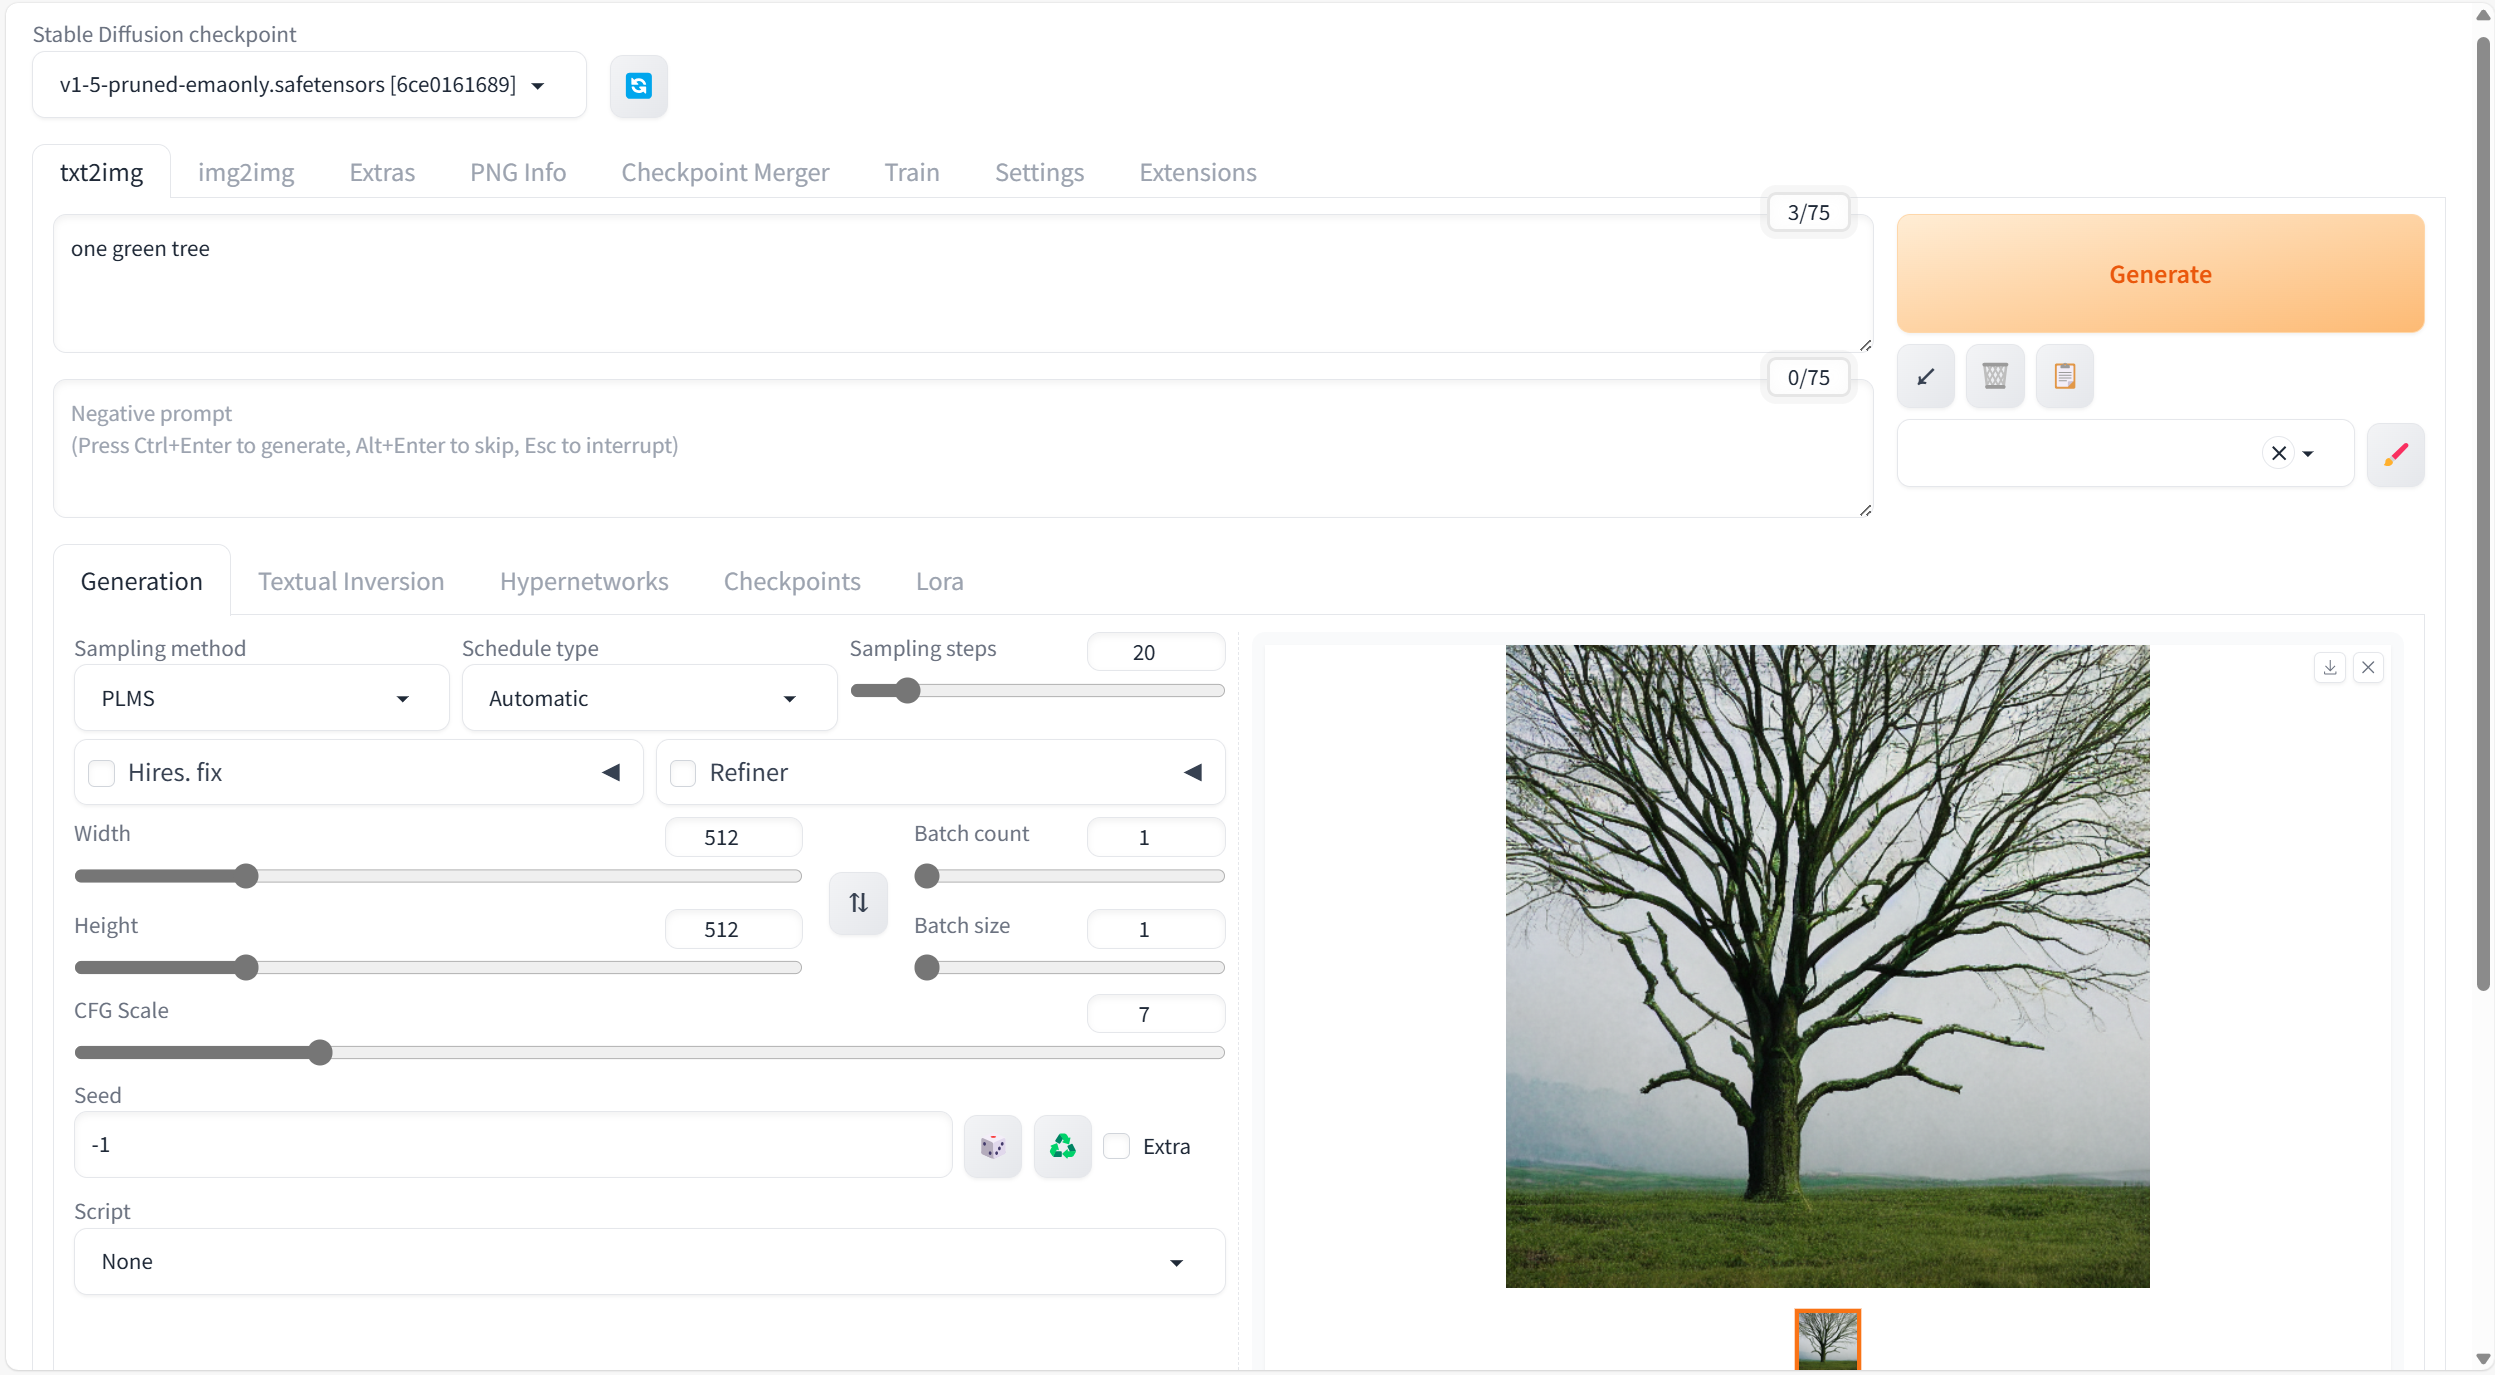 Stable Diffusion checkpoint
v1-5-pruned-emaonly.safetensors [6ce0161689]
txt2img img2img Extras PNG Info Checkpoint Merger Train Settings Extensions
3/75
one green tree
Generate
0/75
Negative prompt
(Press Ctrl+Enter to generate, Alt+Enter to skip, Esc to interrupt)
Generation Textual Inversion Hypernetworks Checkpoints Lora
Sampling method Schedule type Sampling steps 20
PLMS Automatic
Hires. fix Refiner
Width 512 Batch count 1
Height 512 Batch size 1
CFG Scale 7
Seed
-1 Extra
Script
None